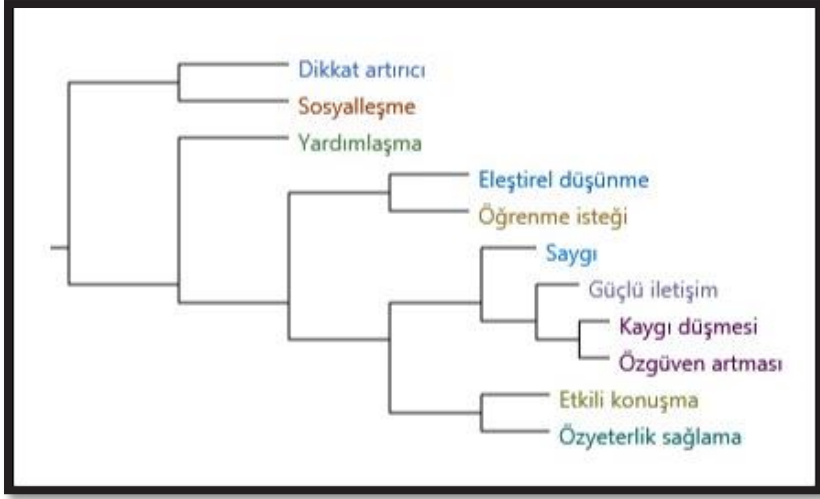 Dikkat artırıcı
Sosyalleşme
Yardımlaşma
Eleştirel düşünme
Öğrenme isteği
Saygı
Güçlü iletişim
Kaygı düşmesi
Özgüven artması
Etkili konuşma
Özyeterlik sağlama